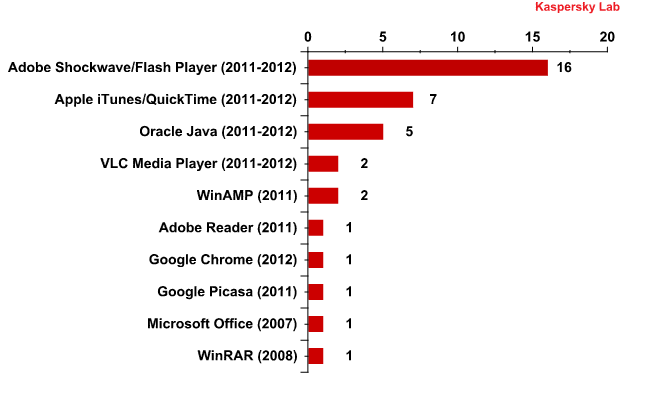 Kaspersky Lab
0 5 10 15 20
Adobe Shockwave/Flash Player (2011-2012) 16
Apple iTunes/QuickTime (2011-2012) 7
Oracle Java (2011-2012) 5
VLC Media Player (2011-2012) 2
WinAMP (2011) 2
Adobe Reader (2011) 1
Google Chrome (2012) 1
Google Picasa (2011) 1
Microsoft Office (2007) 1
WinRAR (2008) 1